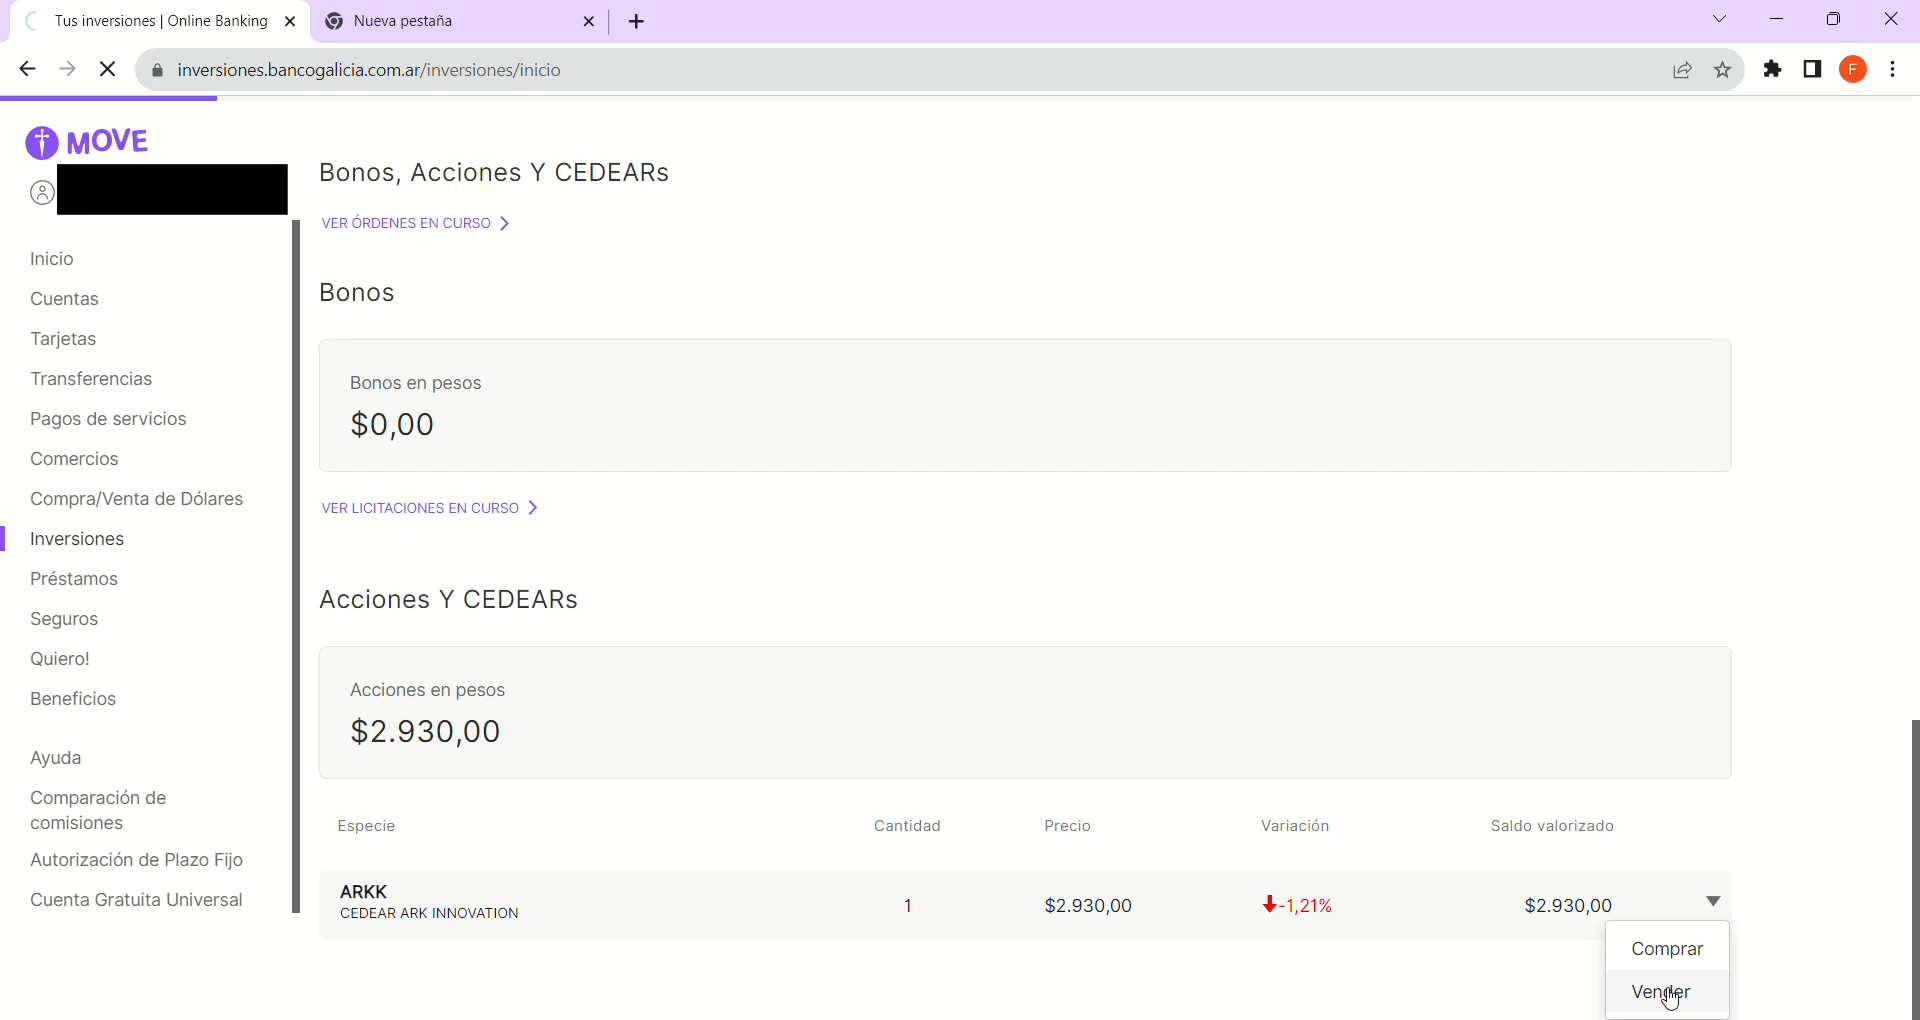 Tus inversiones | Online Banking
Nueva pestaña
inversiones.bancogalicia.com.ar/inversiones/inicio
F
MOVE
Inicio
Cuentas
Tarjetas
Transferencias
Pagos de servicios
Comercios
Compra/Venta de Dólares
Inversiones
Préstamos
Seguros
Quiero!
Beneficios
Ayuda
Comparación de
comisiones
Autorización de Plazo Fijo
Cuenta Gratuita Universal
Bonos, Acciones Y CEDEARs
VER ÓRDENES EN CURSO
Bonos
Bonos en pesos
$0,00
VER LICITACIONES EN CURSO
Acciones Y CEDEARs
Acciones en pesos
$2.930,00
Especie Cantidad Precio Variación Saldo valorizado
ARKK
CEDEAR ARK INNOVATION
1 $2.930,00 -1,21% $2.930,00
Comprar
Vender